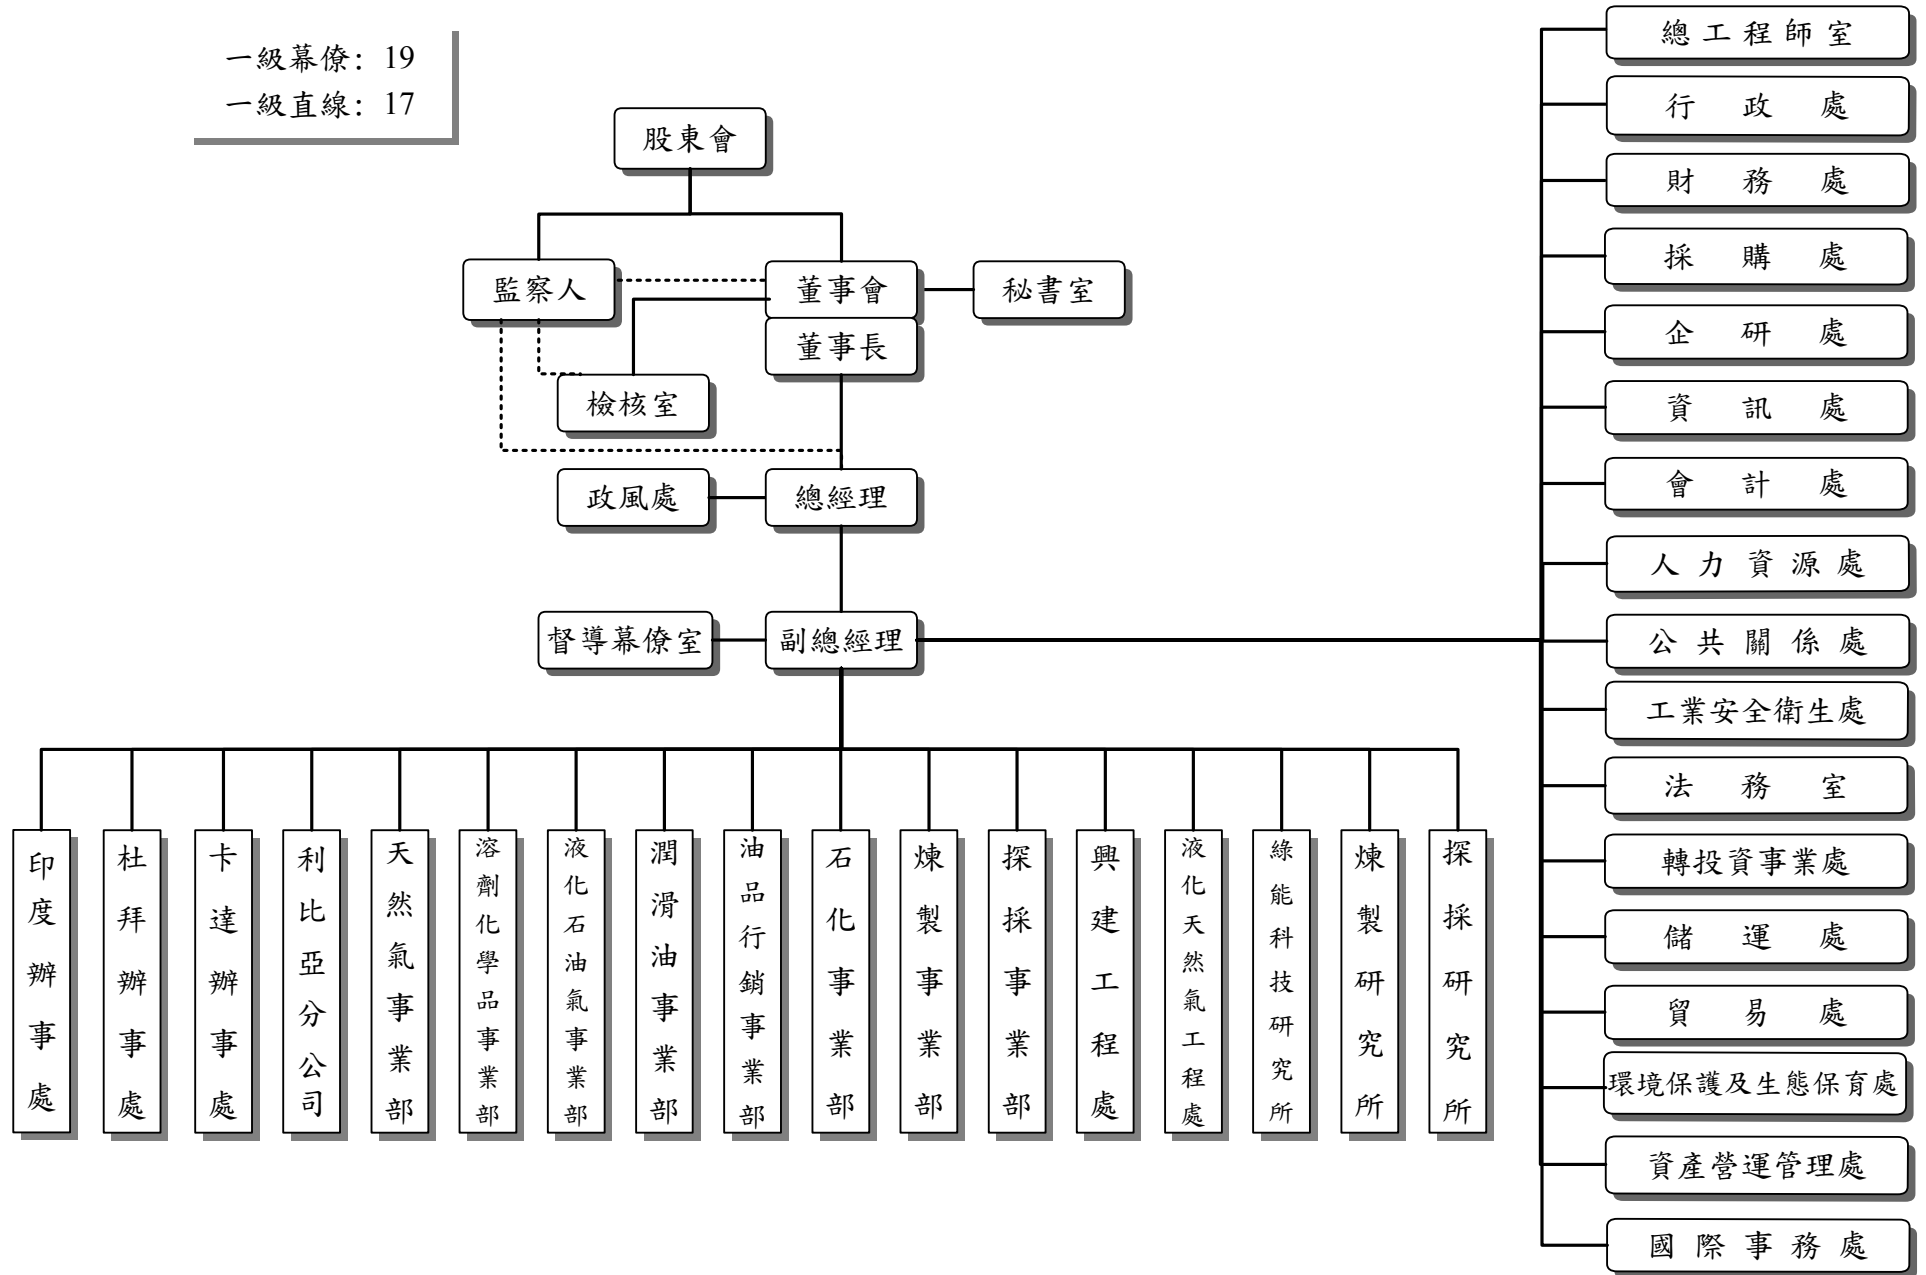 一級幕僚：19
一級直線：17
股東會
監察人
董事會
秘書室
董事長
檢核室
政風處
總經理
督導幕僚室
副總經理
印度辦事處
杜拜辦事處
卡達辦事處
利比亞分公司
天然氣事業部
溶劑化學品事業部
液化石油氣事業部
潤滑油事業部
油品行銷事業部
石化事業部
煉製事業部
探採事業部
興建工程處
液化天然氣工程處
綠能科技研究所
煉製研究所
探採研究所
總工程師室
行政處
財務處
採購處
企研處
資訊處
會計處
人力資源處
公共關係處
工業安全衛生處
法務室
轉投資事業處
儲運處
貿易處
環境保護及生態保育處
資產營運管理處
國際事務處